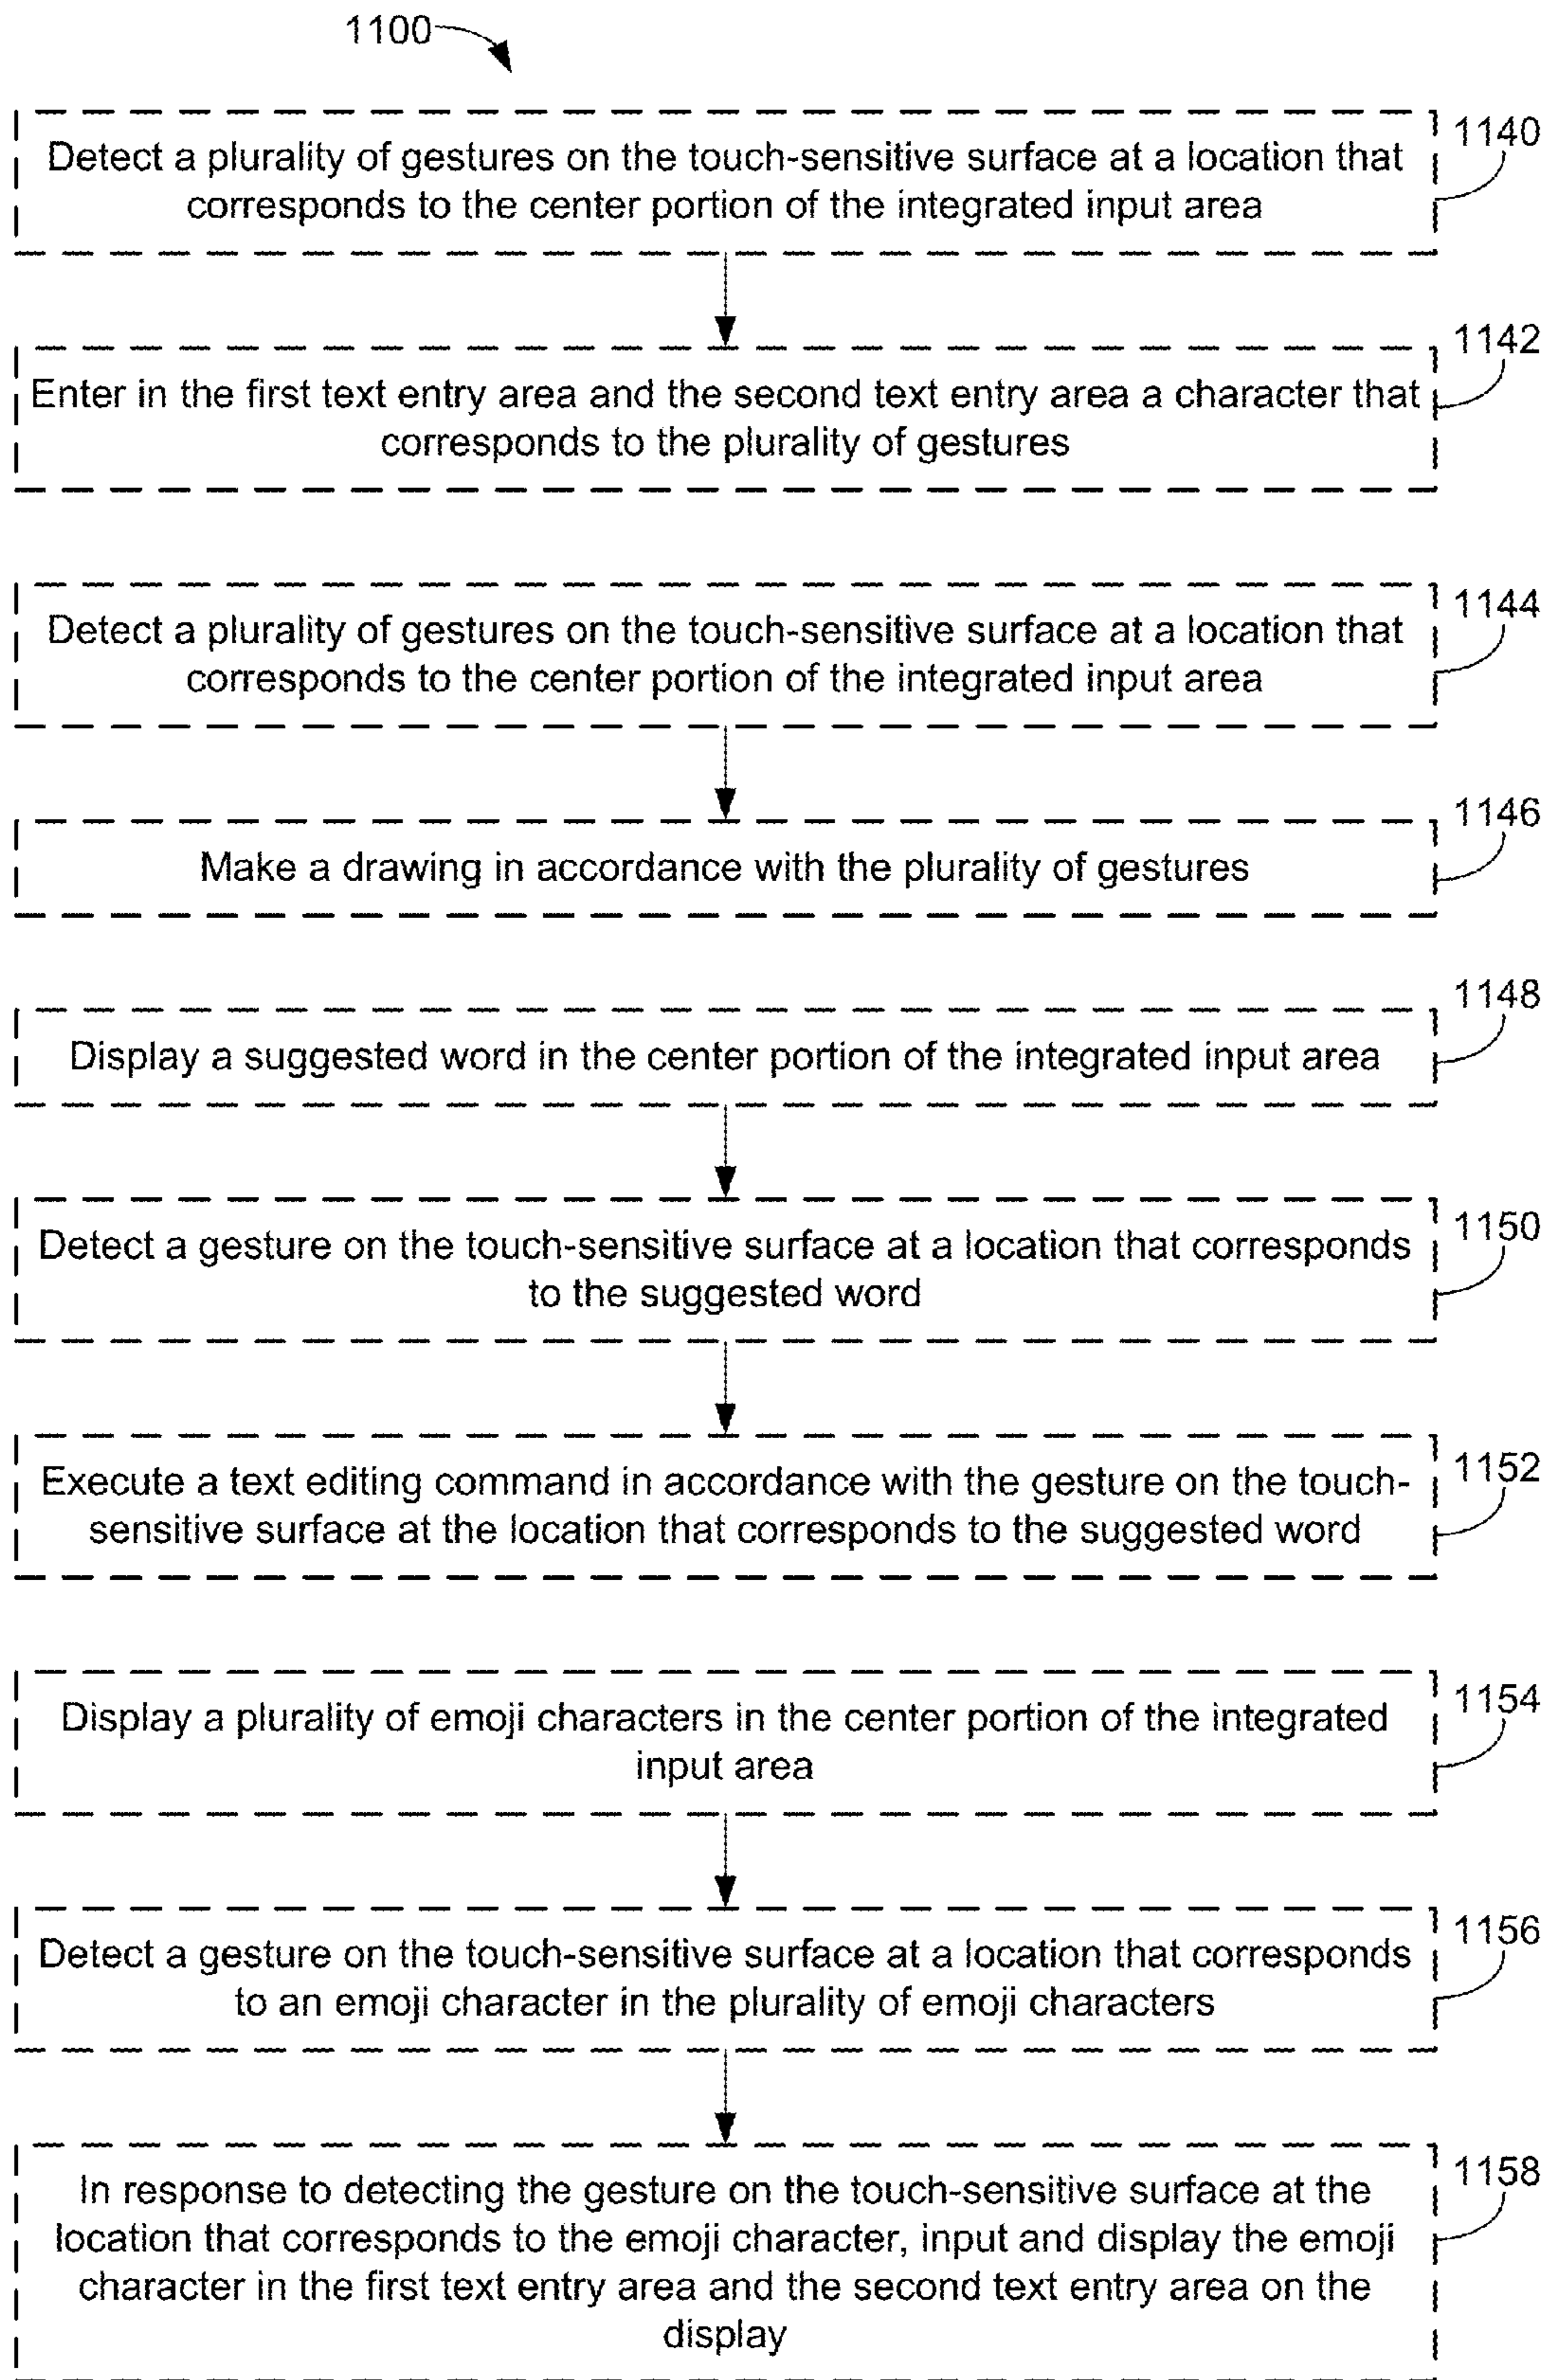 1100
Detect a plurality of gestures on the touch-sensitive surface at a location that
corresponds to the center portion of the integrated input area
1140
Enter in the first text entry area and the second text entry area a character that
corresponds to the plurality of gestures
1142
Detect a plurality of gestures on the touch-sensitive surface at a location that
corresponds to the center portion of the integrated input area
1144
Make a drawing in accordance with the plurality of gestures
1146
Display a suggested word in the center portion of the integrated input area
1148
Detect a gesture on the touch-sensitive surface at a location that corresponds
to the suggested word
1150
Execute a text editing command in accordance with the gesture on the touch-
sensitive surface at the location that corresponds to the suggested word
1152
Display a plurality of emoji characters in the center portion of the integrated
input area
1154
Detect a gesture on the touch-sensitive surface at a location that corresponds
to an emoji character in the plurality of emoji characters
1156
In response to detecting the gesture on the touch-sensitive surface at the
location that corresponds to the emoji character, input and display the emoji
character in the first text entry area and the second text entry area on the
display
1158